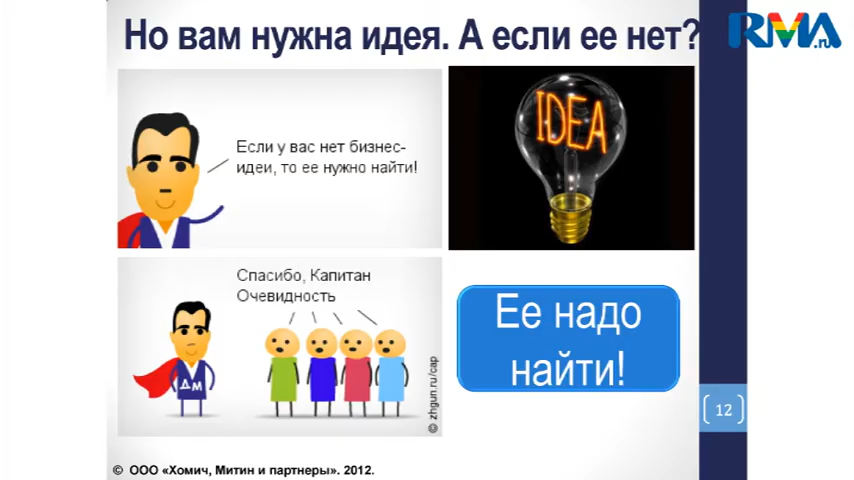 Но вам нужна идея. А если ее нет?
RMA
.ru
Если у вас нет бизнес-
идеи, то ее нужно найти!
IDEA
Спасибо, Капитан
Очевидность
ДМ
© zhgun.ru/cap
Ее надо
найти!
12
© ООО «Хомич, Митин и партнеры». 2012.